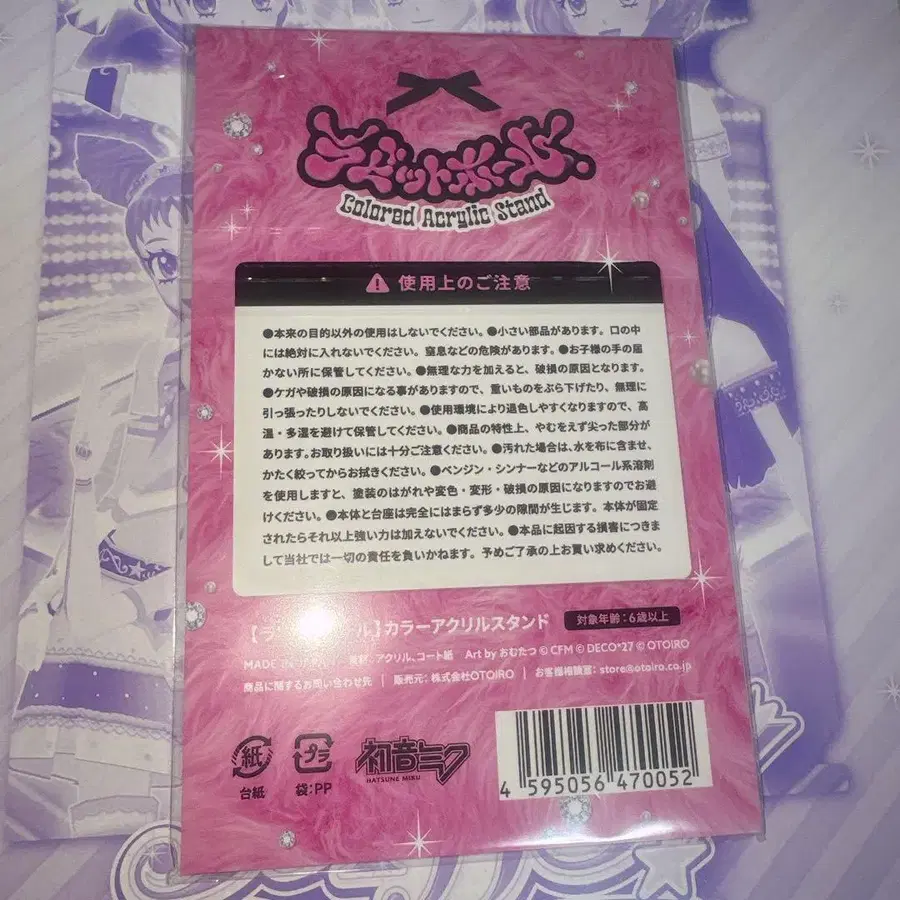 ラビットホール
Colored Acrylic Stand
使用上のご注意
●本来の目的以外の使用はしないでください。●小さい部品があります。口の中
には絶対に入れないでください。窒息などの危険があります。●お子様の手の届
かない所に保管してください。●無理な力を加えると、破損の原因となります。
●ケガや破損の原因になる事がありますので、重いものをぶら下げたり、無理に
引っ張ったりしないでください。●使用環境により退色しやすくなりますので、高
温・多湿を避けて保管してください。●商品の特性上、やむをえず尖った部分が
あります。お取り扱いには十分ご注意ください。●汚れた場合は、水を布に含ませ、
かたく絞ってからお拭きください。●ベンジン・シンナーなどのアルコール系溶剤
を使用しますと、塗装のはがれや変色・変形・破損の原因になりますのでお避
けください。●本体と台座は完全にはまらず多少の隙間が生じます。本体が固定
されたらそれ以上強い力は加えないでください。●本品に起因する損害につきま
して当社では一切の責任を負いかねます。予めご了承の上お買い求めください。
カラーアクリルスタンド 対象年齢:6歳以上
MADE アクリル、コート紙 Art by おむたつ © CFM © DECO*27 © OTOIRO
商品に関するお問い合わせ先 | 販売元:株式会社OTOIRO | お客様相談室:store@otoiro.co.jp
紙 プラ 初音ミク
HATSUNE MIKU
台紙 袋:PP
4 595056 470052